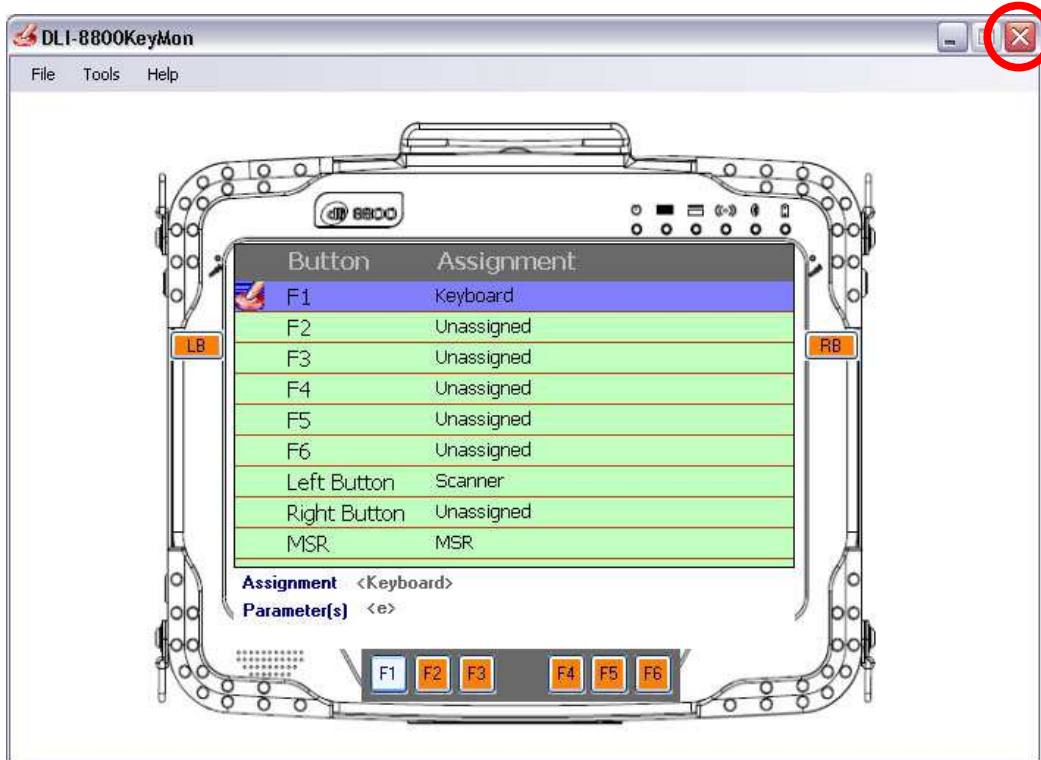 DLI-8800KeyMon
File Tools Help
dli 8800
Button Assignment
F1 Keyboard
F2 Unassigned
F3 Unassigned
F4 Unassigned
F5 Unassigned
F6 Unassigned
Left Button Scanner
Right Button Unassigned
MSR MSR
LB
RB
Assignment <Keyboard>
Parameter(s) <e>
F1 F2 F3 F4 F5 F6